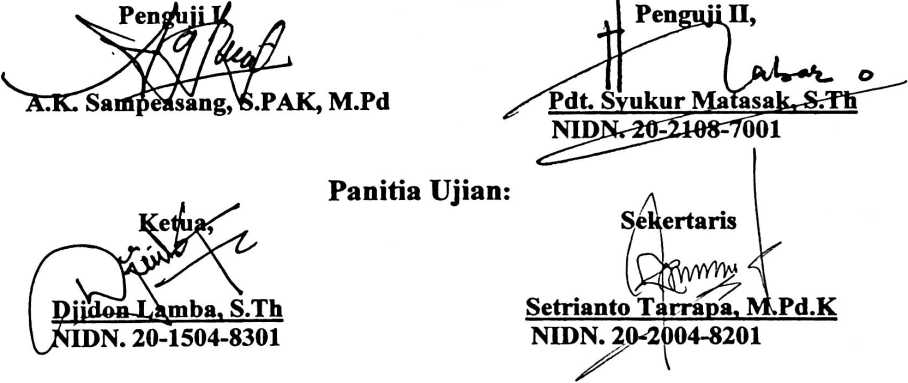 Penguji I,
Penguji II,
A.K. Sampeasang, S.PAK, M.Pd
Pdt. Syukur Matasak, S.Th
NIDN. 20-2108-7001
Panitia Ujian:
Ketua,
Sekertaris
Djidon Lamba, S.Th
Setrianto Tarrapa, M.Pd.K
NIDN. 20-1504-8301
NIDN. 20-2004-8201